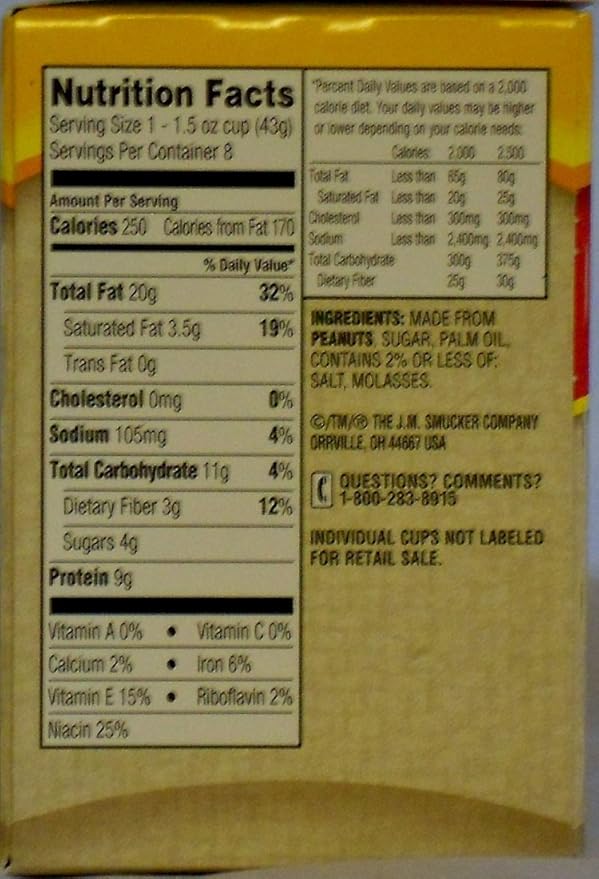 Nutrition Facts
Serving Size 1 - 1.5 oz cup (43g)
Servings Per Container 8
Amount Per Serving
Calories 250 Calories from Fat 170
% Daily Value*
Total Fat 20g 32%
Saturated Fat 3.5g 19%
Trans Fat 0g
Cholesterol 0mg 0%
Sodium 105mg 4%
Total Carbohydrate 11g 4%
Dietary Fiber 3g 12%
Sugars 4g
Protein 9g
Vitamin A 0% • Vitamin C 0%
Calcium 2% • Iron 6%
Vitamin E 15% • Riboflavin 2%
Niacin 25%
*Percent Daily Values are based on a 2,000
calorie diet. Your daily values may be higher
or lower depending on your calorie needs:
Calories: 2,000 2,500
Total Fat Less than 65g 80g
Saturated Fat Less than 20g 25g
Cholesterol Less than 300mg 300mg
Sodium Less than 2,400mg 2,400mg
Total Carbohydrate 300g 375g
Dietary Fiber 25g 30g
INGREDIENTS: MADE FROM
PEANUTS, SUGAR, PALM OIL,
CONTAINS 2% OR LESS OF:
SALT, MOLASSES.
©/TM/® THE J.M. SMUCKER COMPANY
ORRVILLE, OH 44667 USA
QUESTIONS? COMMENTS?
1-800-283-8915
INDIVIDUAL CUPS NOT LABELED
FOR RETAIL SALE.